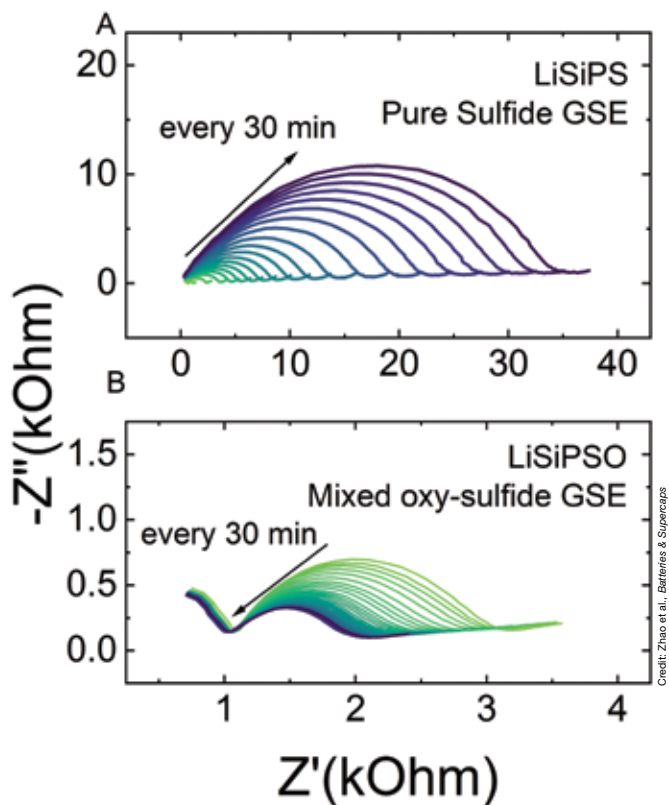 A
20
10
0
LiSiPS
Pure Sulfide GSE
every 30 min
0 10 20 30 40
B
1.5
1.0
0.5
0.0
LiSiPSO
Mixed oxy-sulfide GSE
every 30 min
1 2 3 4
-Z"(kOhm)
Z'(kOhm)
Credit: Zhao et al., Batteries & Supercaps